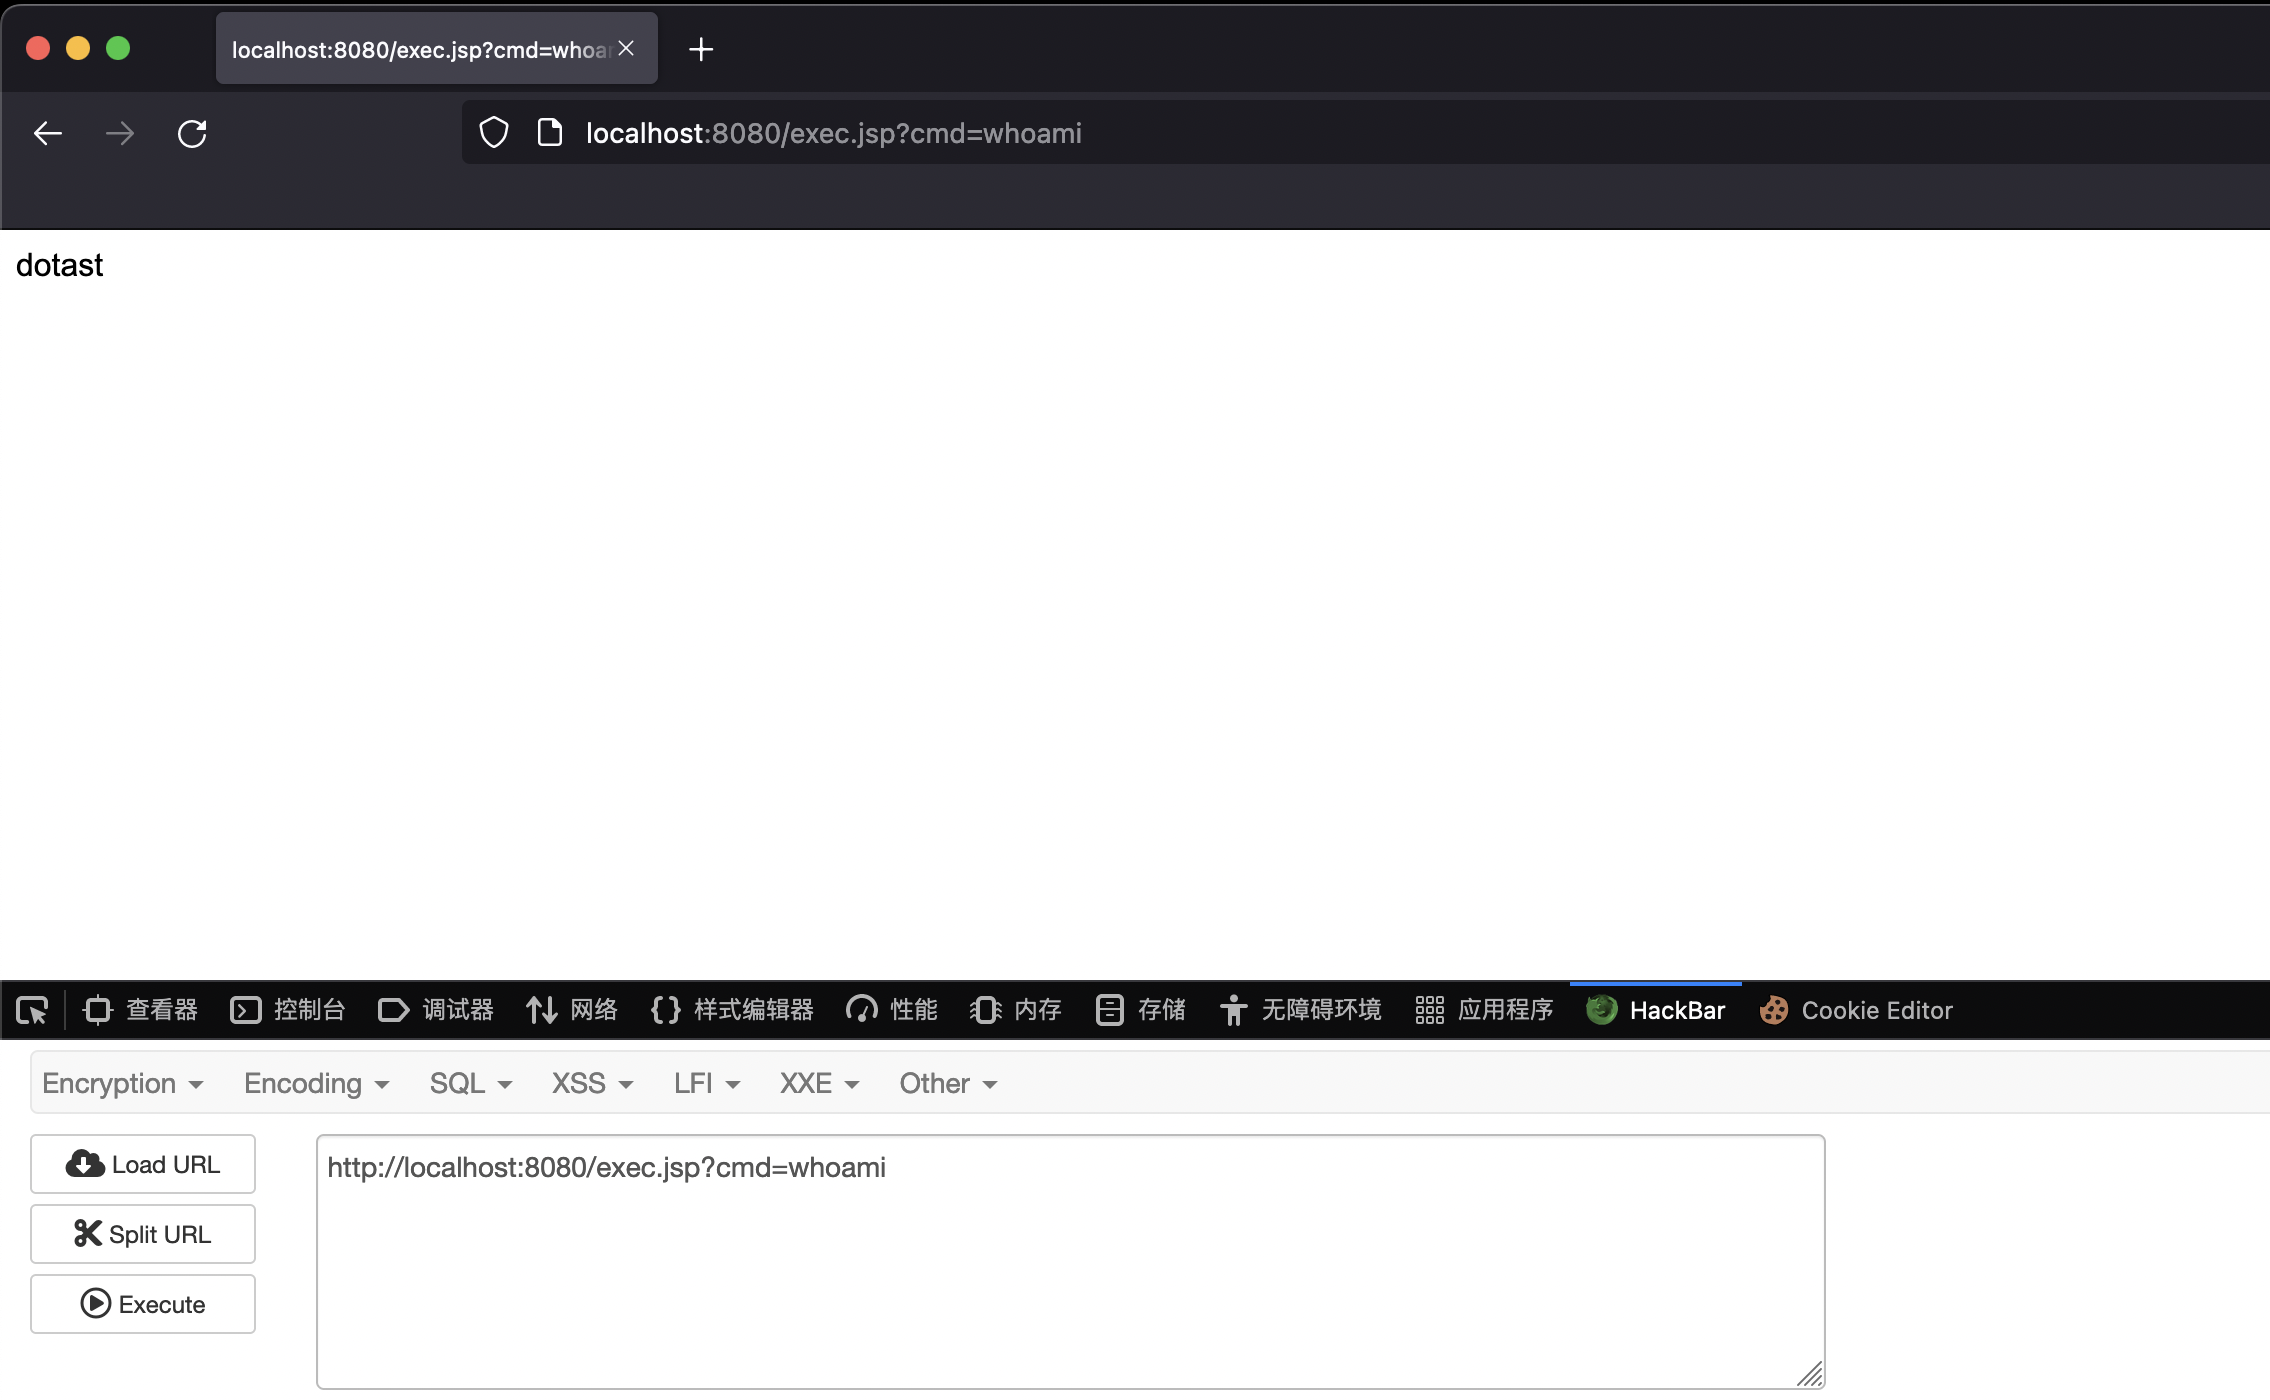 localhost:8080/exec.jsp?cmd=whoar
localhost:8080/exec.jsp?cmd=whoami
dotast
查看器 控制台 调试器 网络 样式编辑器 性能 内存 存储 无障碍环境 应用程序 HackBar Cookie Editor
Encryption Encoding SQL XSS LFI XXE Other
Load URL
http://localhost:8080/exec.jsp?cmd=whoami
Split URL
Execute